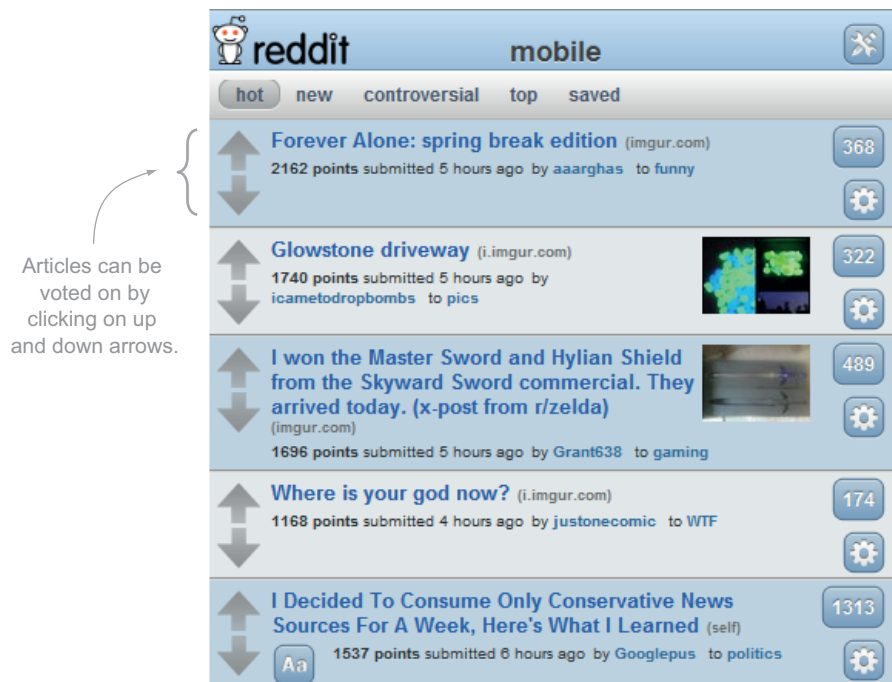 reddit mobile
hot new controversial top saved
Forever Alone: spring break edition (imgur.com)
368
2162 points submitted 5 hours ago by aaarghas to funny
Articles can be
voted on by
clicking on up
and down arrows.
Glowstone driveway (i.imgur.com)
322
1740 points submitted 5 hours ago by
icametodropbombs to pics
I won the Master Sword and Hylian Shield
489
from the Skyward Sword commercial. They
arrived today. (x-post from r/zelda)
(imgur.com)
1696 points submitted 5 hours ago by Grant638 to gaming
Where is your god now? (i.imgur.com)
174
1168 points submitted 4 hours ago by justonecomic to WTF
I Decided To Consume Only Conservative News
1313
Sources For A Week, Here's What I Learned (self)
Aa 1537 points submitted 6 hours ago by Googlepus to politics